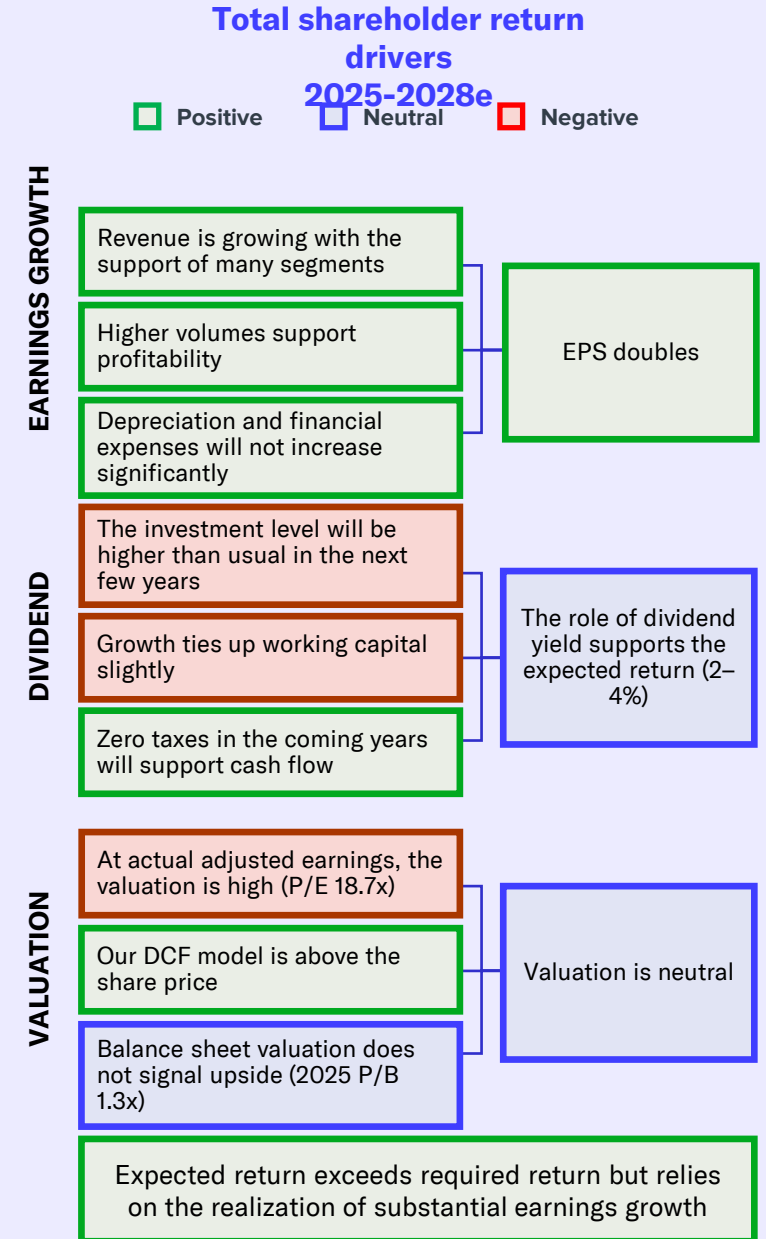 Total shareholder return
drivers
2025-2028e
Positive
Neutral
Negative
EARNINGS GROWTH
Revenue is growing with the
support of many segments
Higher volumes support
profitability
Depreciation and financial
expenses will not increase
significantly
EPS doubles
DIVIDEND
The investment level will be
higher than usual in the next
few years
Growth ties up working capital
slightly
Zero taxes in the coming years
will support cash flow
The role of dividend
yield supports the
expected return (2–
4%)
VALUATION
At actual adjusted earnings, the
valuation is high (P/E 18.7x)
Our DCF model is above the
share price
Balance sheet valuation does
not signal upside (2025 P/B
1.3x)
Valuation is neutral
Expected return exceeds required return but relies
on the realization of substantial earnings growth